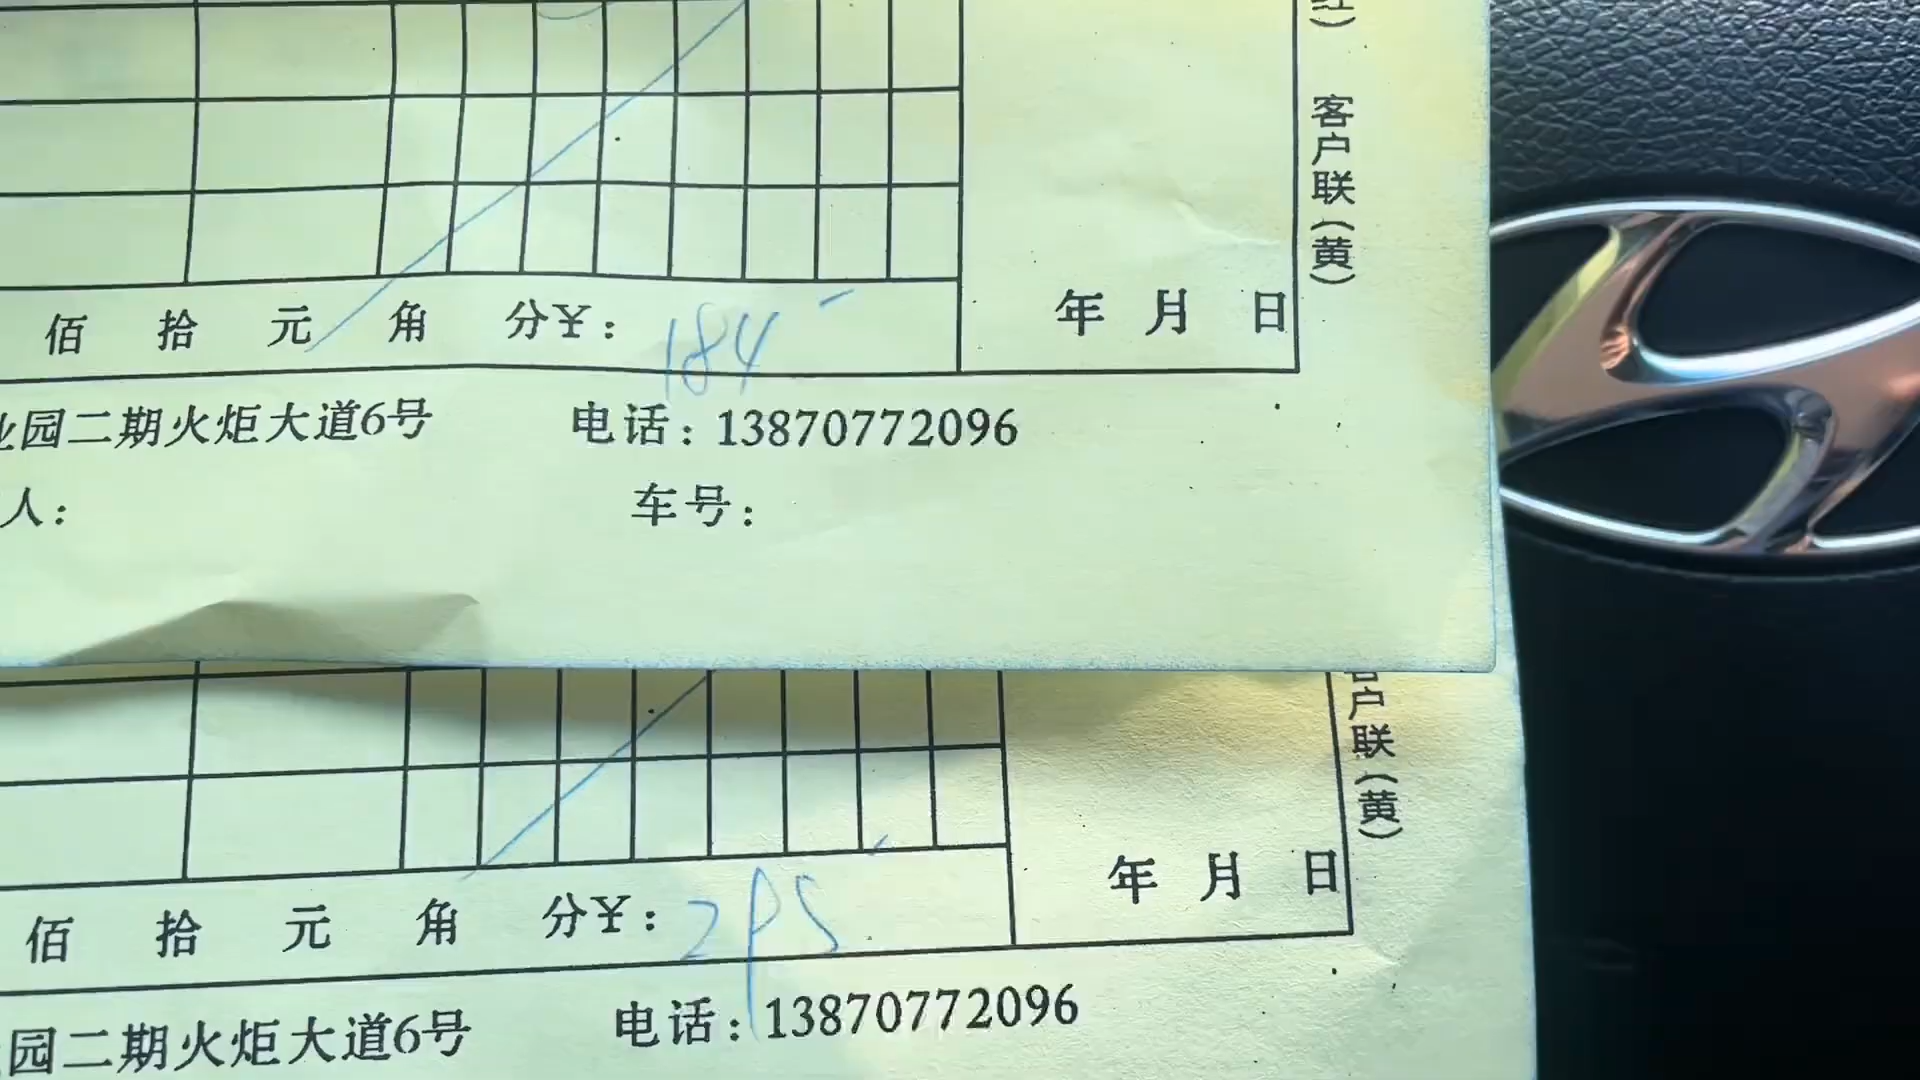 红）
客户联（黄）
佰 拾 元 角 分¥： 184
年 月 日
业园二期火炬大道6号 电话：13870772096
人： 车号：
客户联（黄）
佰 拾 元 角 分¥：
年 月 日
园二期火炬大道6号 电话：13870772096